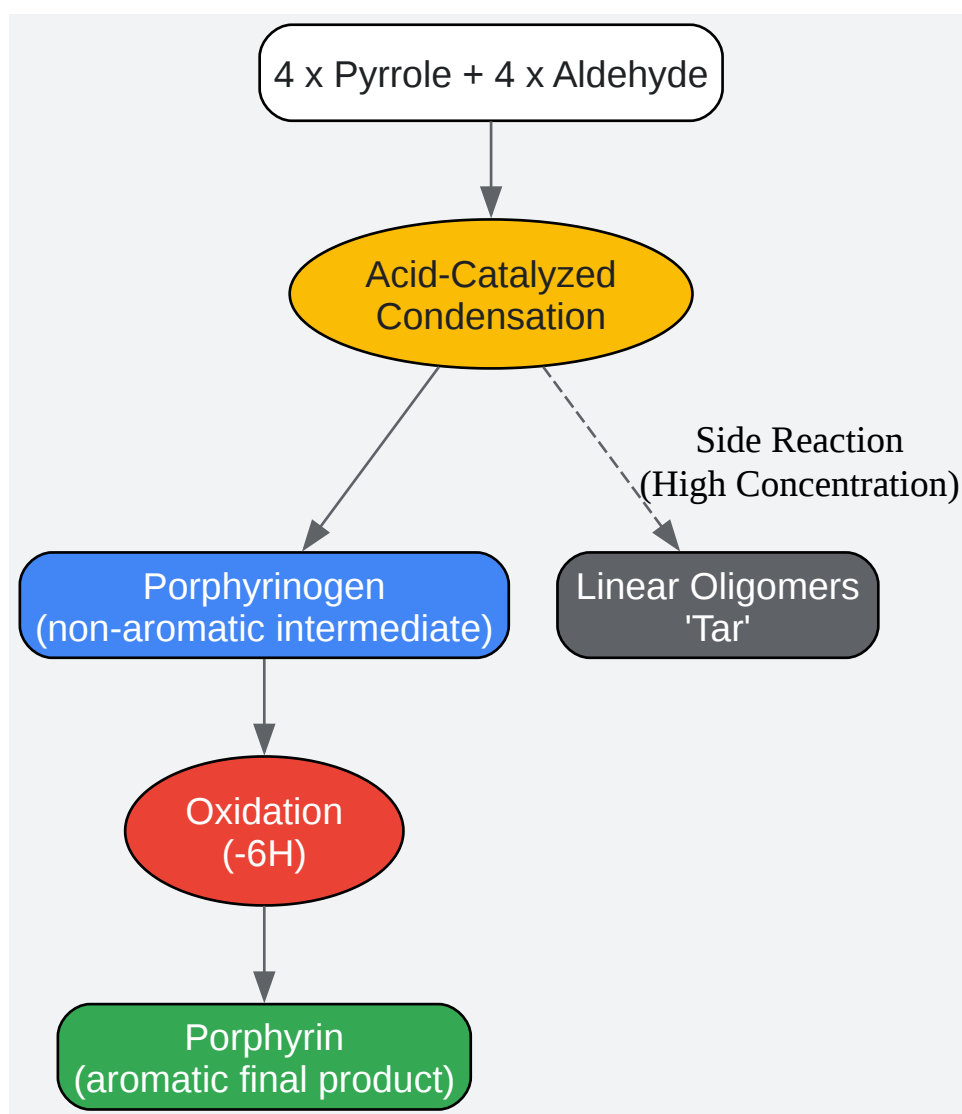 4 x Pyrrole + 4 x Aldehyde
Acid-Catalyzed
Condensation
Side Reaction
(High Concentration)
Porphyrinogen
(non-aromatic intermediate)
Linear Oligomers
'Tar'
Oxidation
(-6H)
Porphyrin
(aromatic final product)